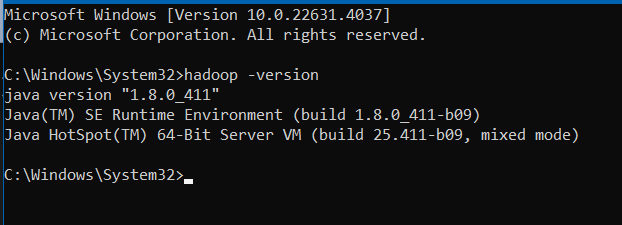 Microsoft Windows [Version 10.0.22631.4037]
(c) Microsoft Corporation. All rights reserved.
C:\Windows\System32>hadoop -version
java version "1.8.0_411"
Java(TM) SE Runtime Environment (build 1.8.0_411-b09)
Java HotSpot(TM) 64-Bit Server VM (build 25.411-b09, mixed mode)
C:\Windows\System32>